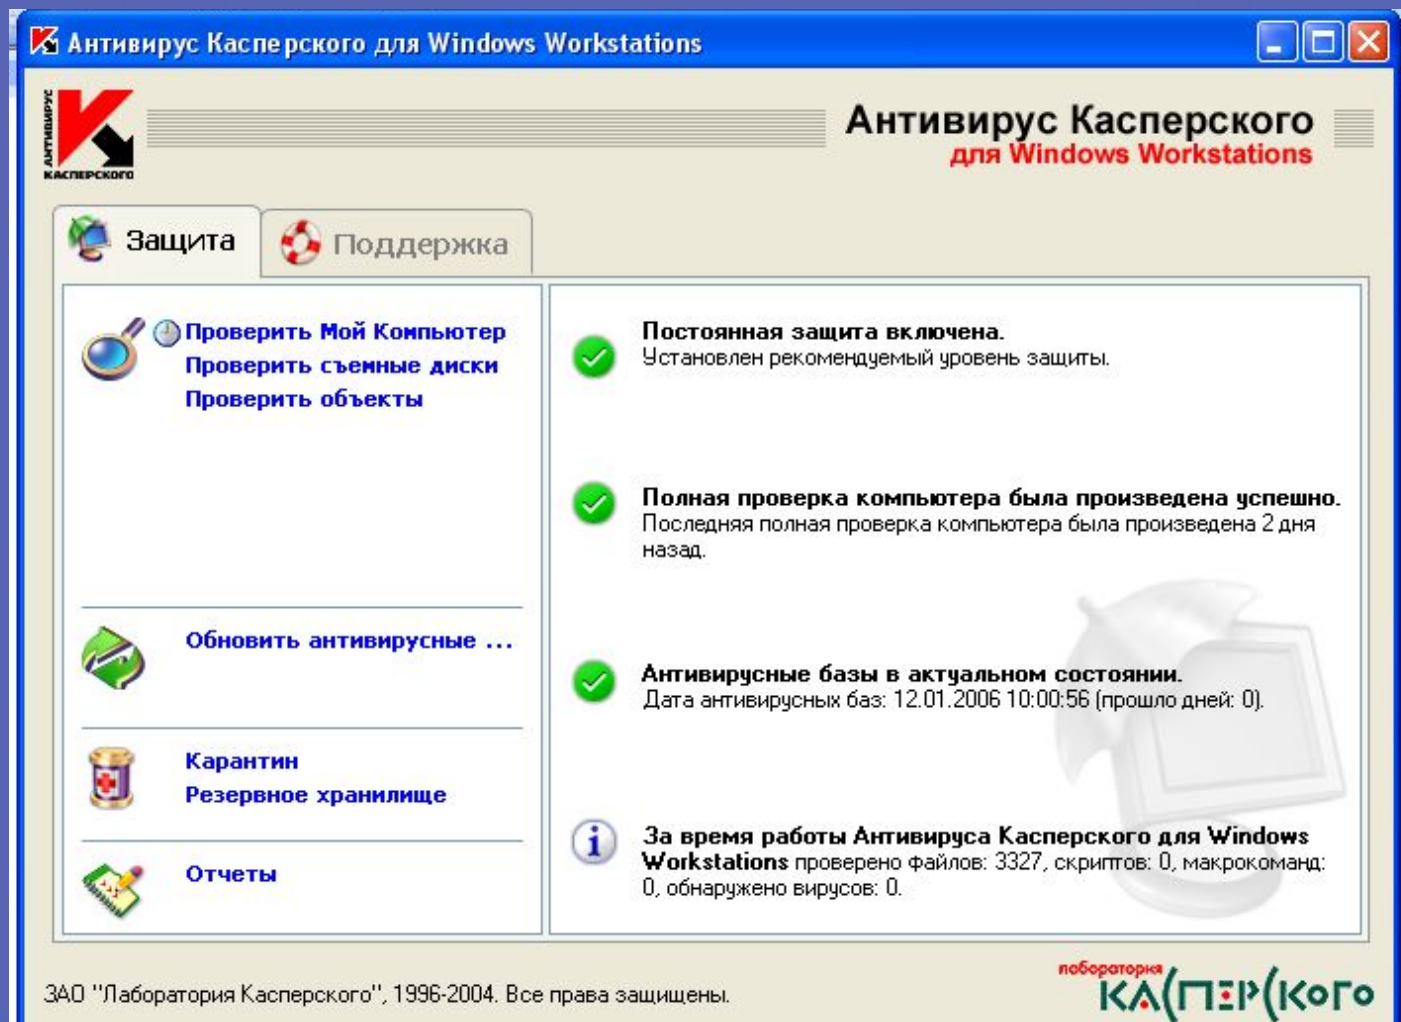 Антивирус Касперского для Windows Workstations
АНТИВИРУС
КАСПЕРСКОГО
Антивирус Касперского
для Windows Workstations
Защита
Поддержка
Проверить Мой Компьютер
Проверить съемные диски
Проверить объекты
Обновить антивирусные ...
Карантин
Резервное хранилище
Отчеты
Постоянная защита включена.
Установлен рекомендуемый уровень защиты.
Полная проверка компьютера была произведена успешно.
Последняя полная проверка компьютера была произведена 2 дня
назад.
Антивирусные базы в актуальном состоянии.
Дата антивирусных баз: 12.01.2006 10:00:56 (прошло дней: 0).
За время работы Антивируса Касперского для Windows
Workstations проверено файлов: 3327, скриптов: 0, макрокоманд:
0, обнаружено вирусов: 0.
ЗАО "Лаборатория Касперского", 1996-2004. Все права защищены.
лаборатория
КАСПЕРСКОГО